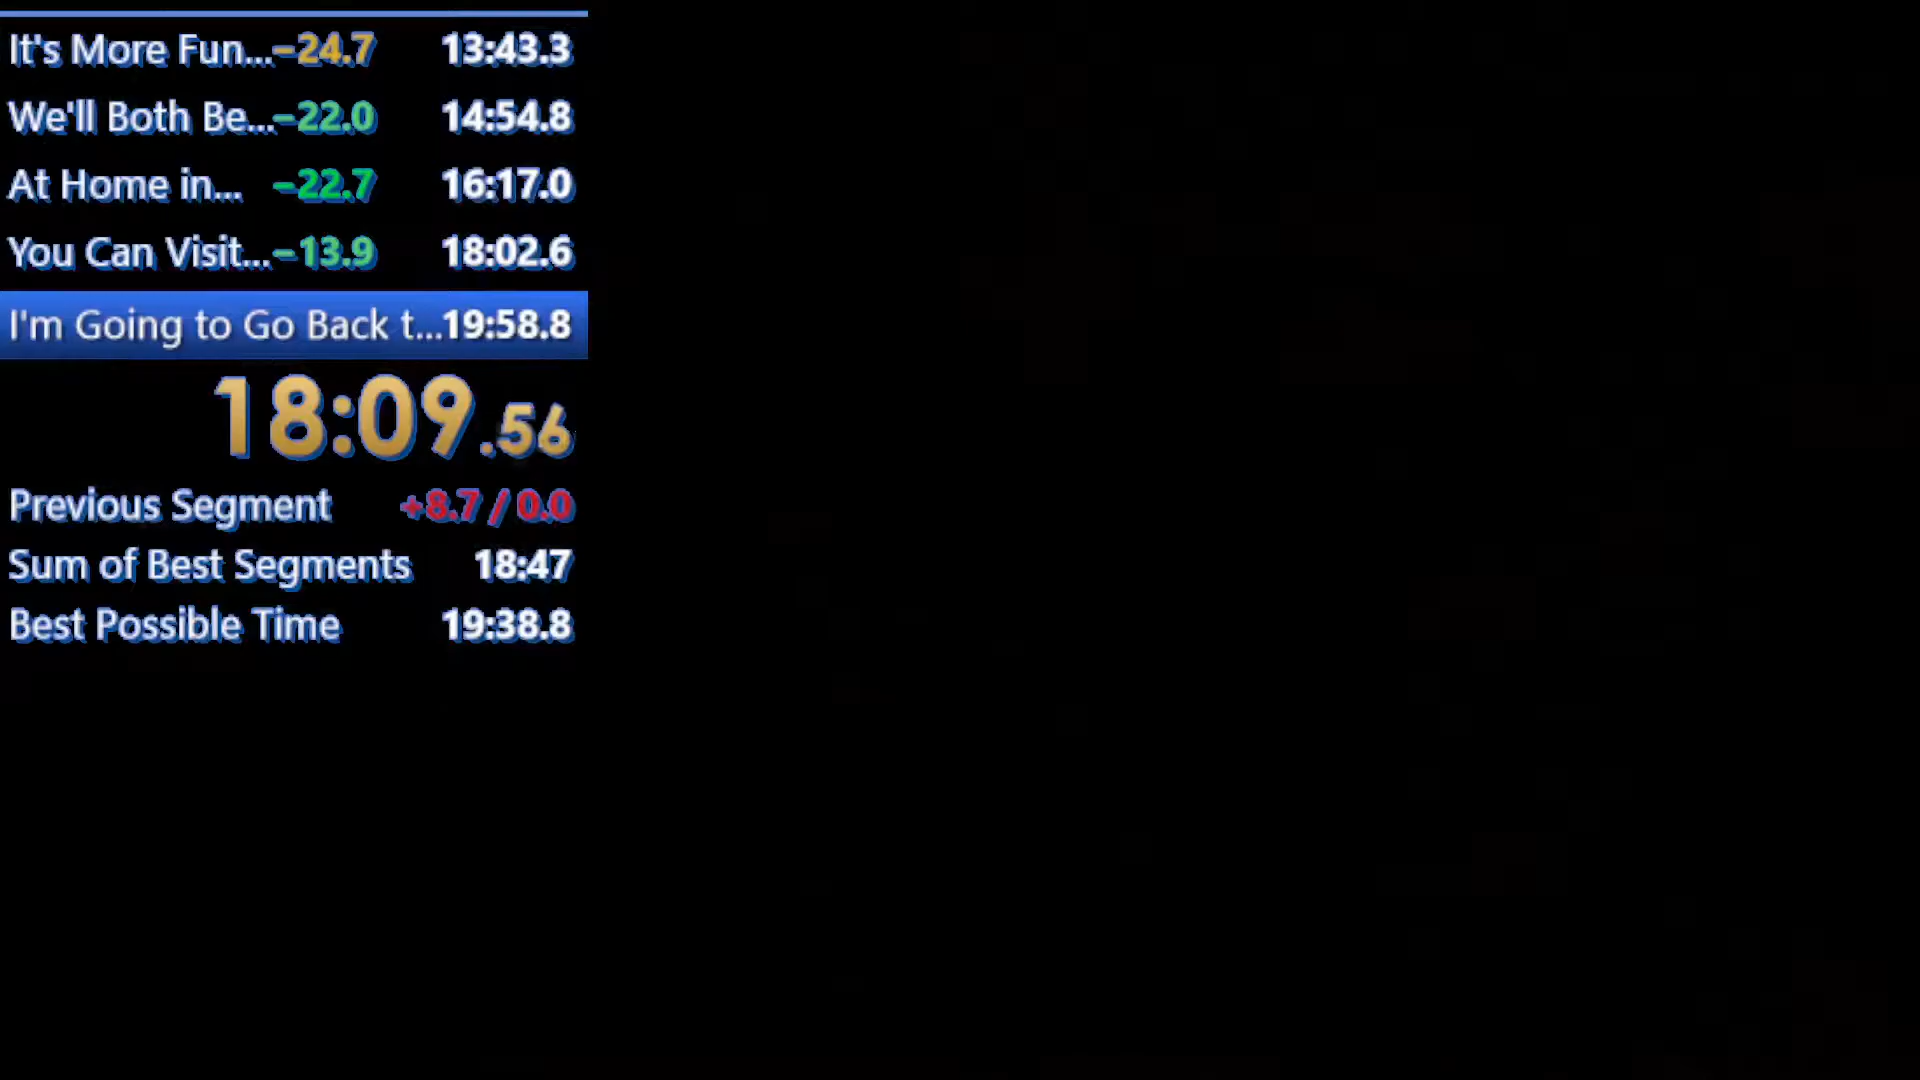 It's More Fun... −24.7 13:43.3
We'll Both Be... −22.0 14:54.8
At Home in... −22.7 16:17.0
You Can Visit... −13.9 18:02.6
I'm Going to Go Back t... 19:58.8
18:09.56
Previous Segment +8.7 / 0.0
Sum of Best Segments 18:47
Best Possible Time 19:38.8